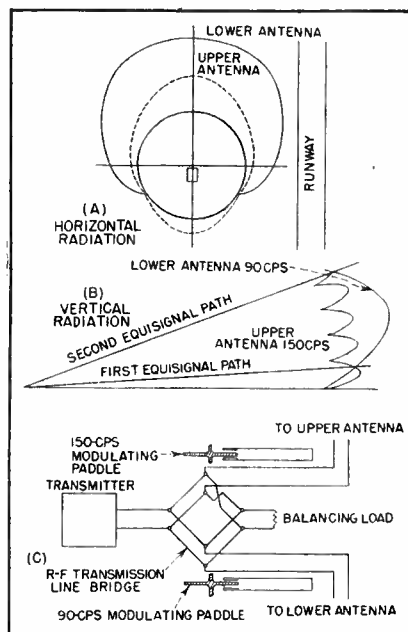 LOWER ANTENNA
UPPER
ANTENNA
RUNWAY
(A)
HORIZONTAL
RADIATION
LOWER ANTENNA 90CPS
(B)
VERTICAL
RADIATION
SECOND EQUISIGNAL PATH
UPPER
ANTENNA 150CPS
FIRST EQUISIGNAL PATH
150-CPS
MODULATING
PADDLE
TO UPPER ANTENNA
TRANSMITTER
BALANCING LOAD
(C)
R-F TRANSMISSION
LINE BRIDGE
90-CPS MODULATING PADDLE
TO LOWER ANTENNA